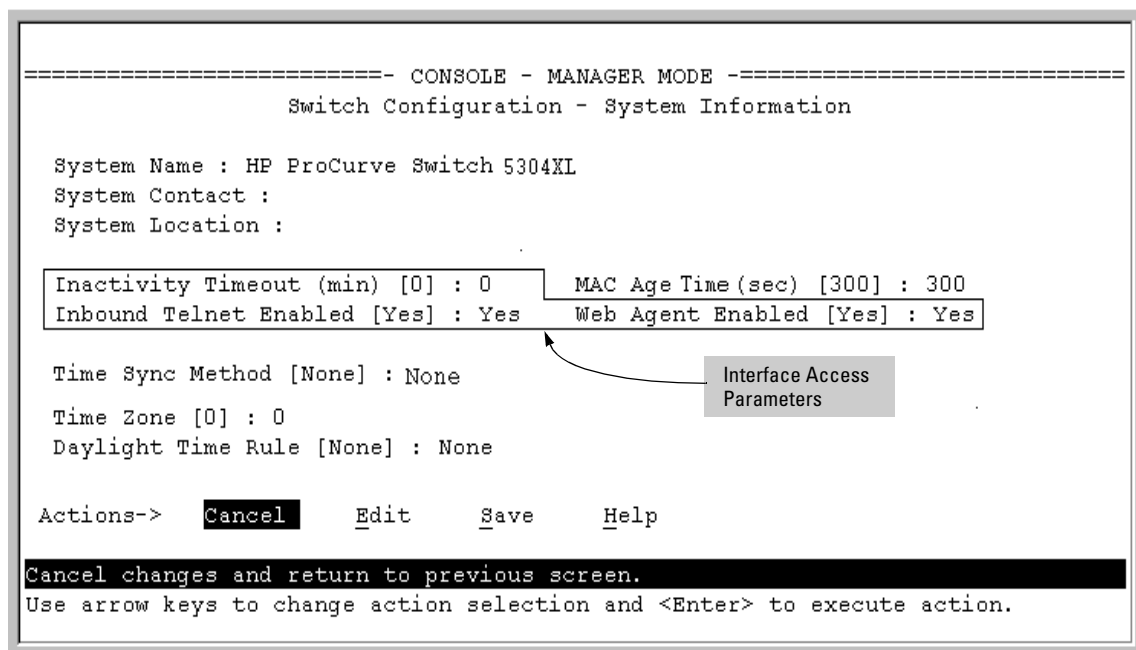 ===========================- CONSOLE - MANAGER MODE -============================
Switch Configuration - System Information
System Name : HP ProCurve Switch 5304XL
System Contact :
System Location :
Inactivity Timeout (min) [0] : 0 MAC Age Time (sec) [300] : 300
Inbound Telnet Enabled [Yes] : Yes Web Agent Enabled [Yes] : Yes
Time Sync Method [None] : None
Interface Access
Parameters
Time Zone [0] : 0
Daylight Time Rule [None] : None
Actions-> Cancel Edit Save Help
Cancel changes and return to previous screen.
Use arrow keys to change action selection and <Enter> to execute action.